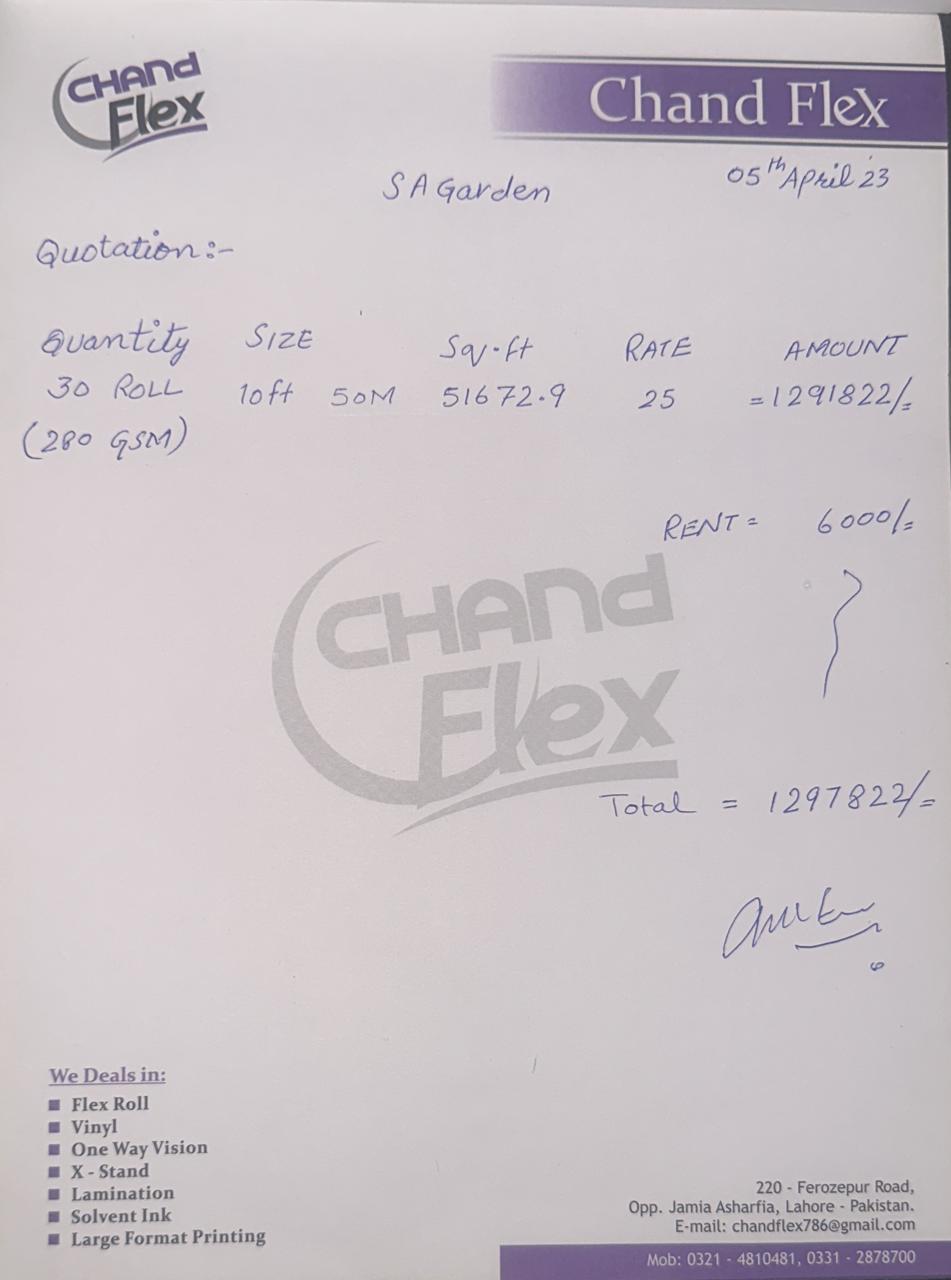 CHAND
Flex
Chand Flex
SA Garden
05th April '23
Quotation:-
Quantity SIZE Sq.ft RATE AMOUNT
30 ROLL 10ft 50M 51672.9 25 =1291822/=
(280 GSM)
RENT = 6000/=
CHAND
Flex
Total = 1297822/=
We Deals in:
Flex Roll
Vinyl
One Way Vision
X - Stand
Lamination
Solvent Ink
Large Format Printing
220 - Ferozepur Road,
Opp. Jamia Asharfia, Lahore - Pakistan.
E-mail: chandflex786@gmail.com
Mob: 0321 - 4810481, 0331 - 2878700